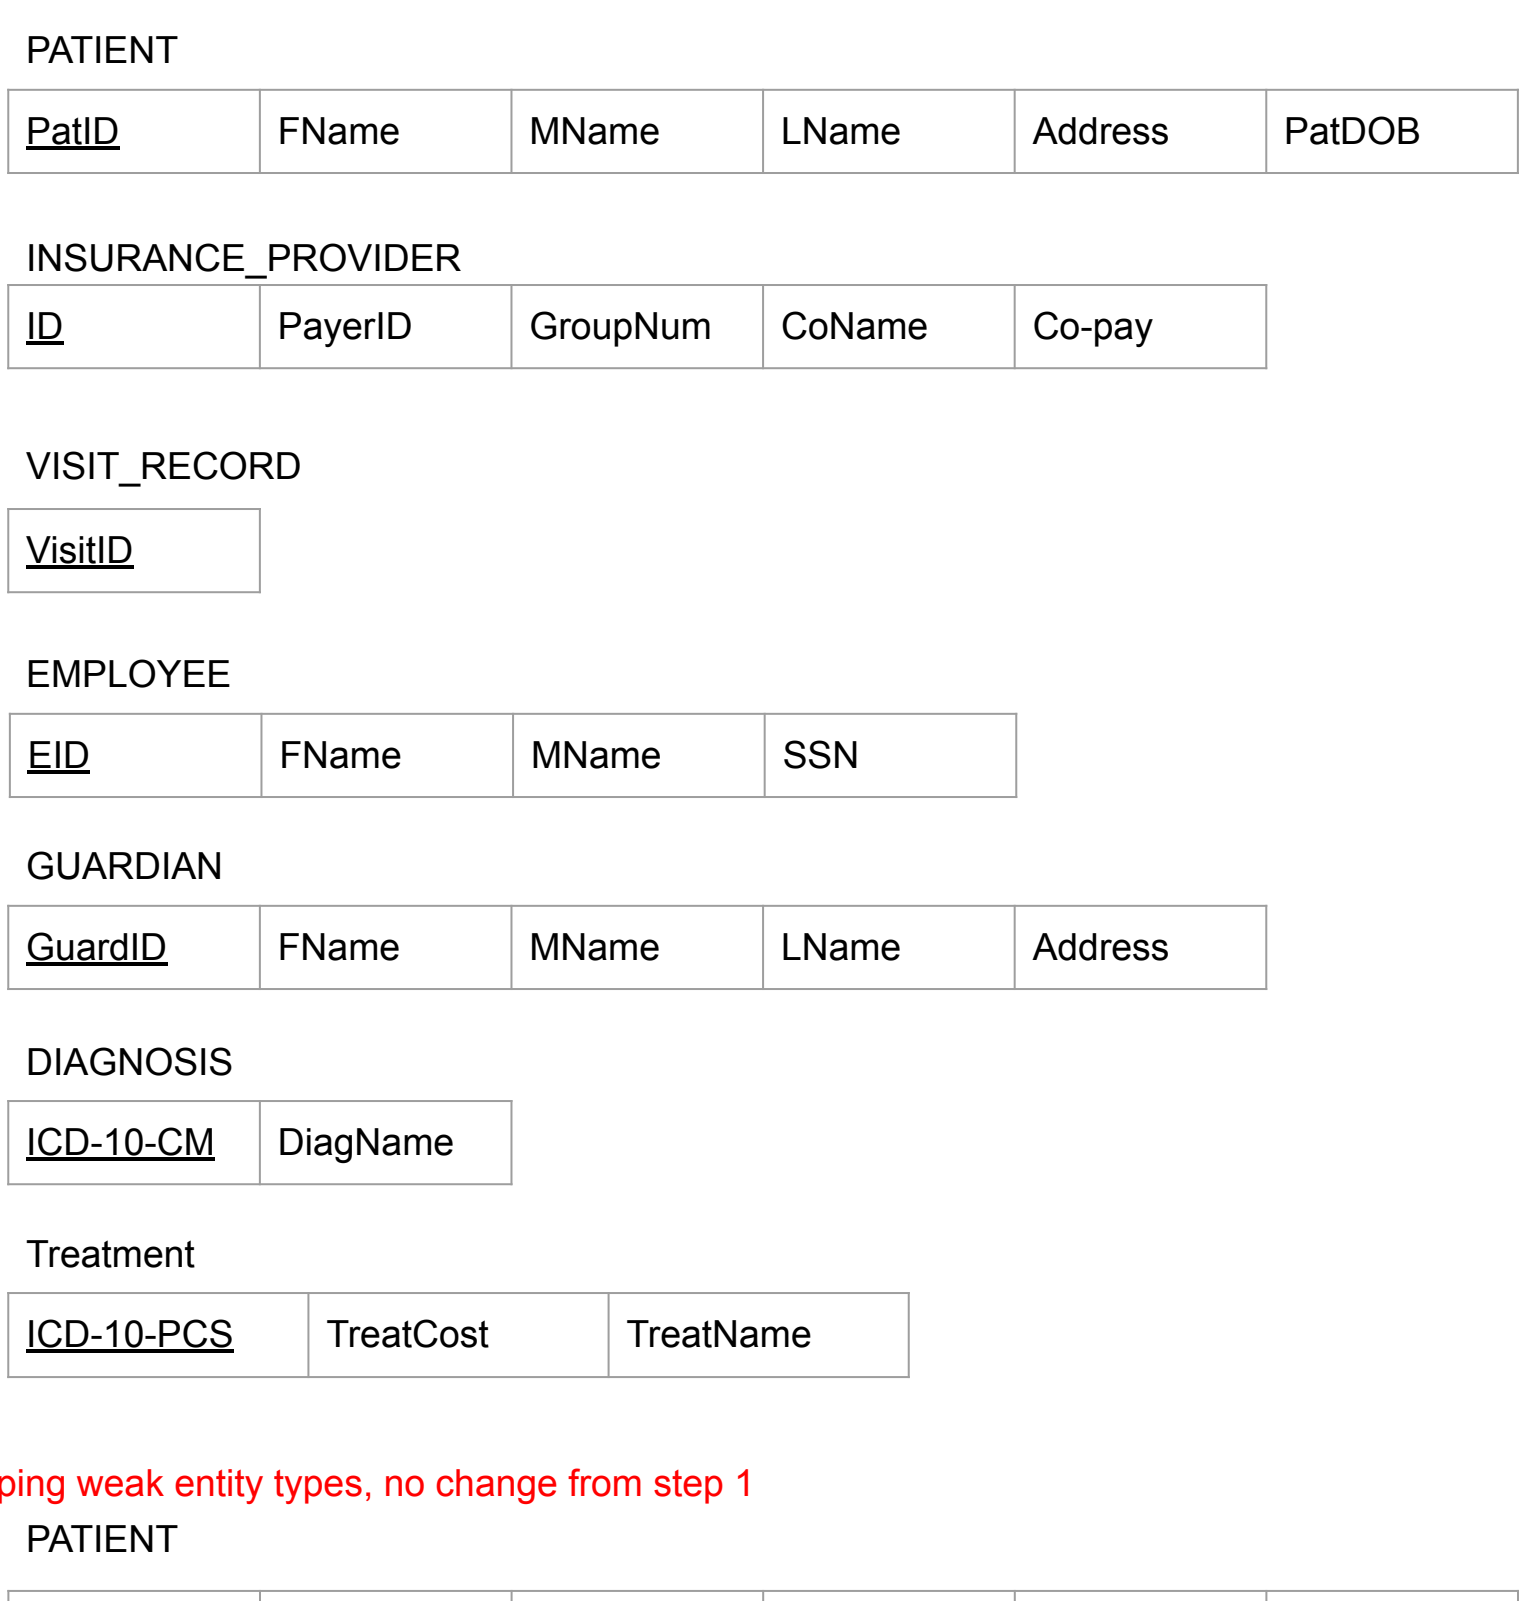 PATIENT
PatID FName MName LName Address PatDOB
INSURANCE_PROVIDER
ID PayerID GroupNum CoName Co-pay
VISIT_RECORD
VisitID
EMPLOYEE
EID FName MName SSN
GUARDIAN
GuardID FName MName LName Address
DIAGNOSIS
ICD-10-CM DiagName
Treatment
ICD-10-PCS TreatCost TreatName
ping weak entity types, no change from step 1
PATIENT